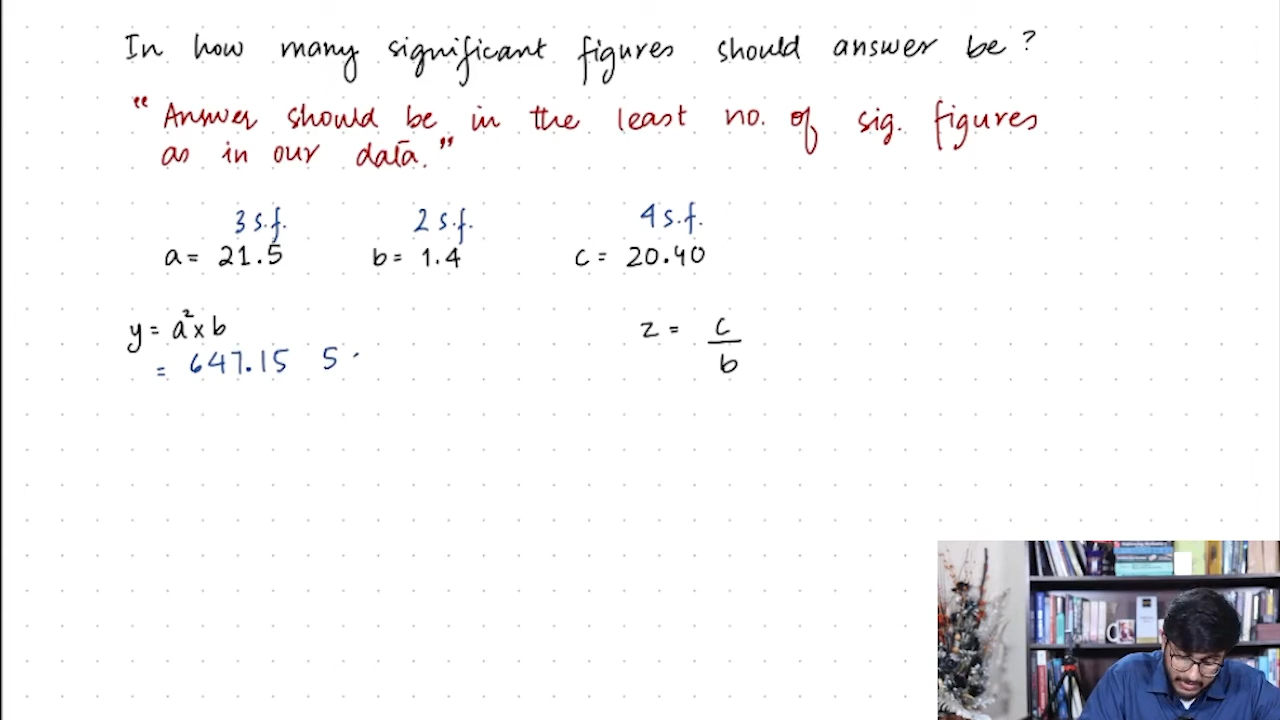 In how many significant figures should answer be?
"Answer should be in the least no. of sig. figures
as in our data."
3 s.f. 2 s.f. 4 s.f.
a = 21.5 b = 1.4 c = 20.40
y = a² x b z = c/b
= 647.15 5 .